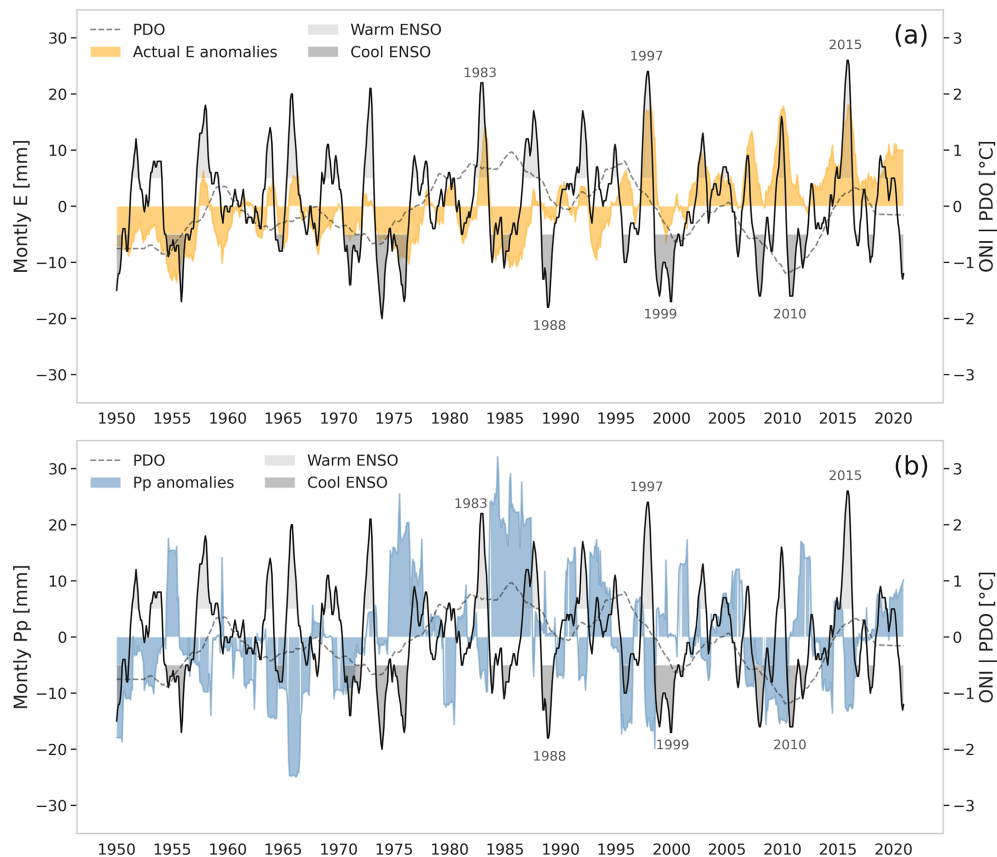 (a)
PDO
Actual E anomalies
Warm ENSO
Cool ENSO
30
20
10
0
−10
−20
−30
Montly E [mm]
3
2
1
0
−1
−2
−3
ONI | PDO [°C]
1983
1997
2015
1988
1999
2010
1950 1955 1960 1965 1970 1975 1980 1985 1990 1995 2000 2005 2010 2015 2020
(b)
PDO
Pp anomalies
Warm ENSO
Cool ENSO
30
20
10
0
−10
−20
−30
Montly Pp [mm]
3
2
1
0
−1
−2
−3
ONI | PDO [°C]
1983
1997
2015
1988
1999
2010
1950 1955 1960 1965 1970 1975 1980 1985 1990 1995 2000 2005 2010 2015 2020